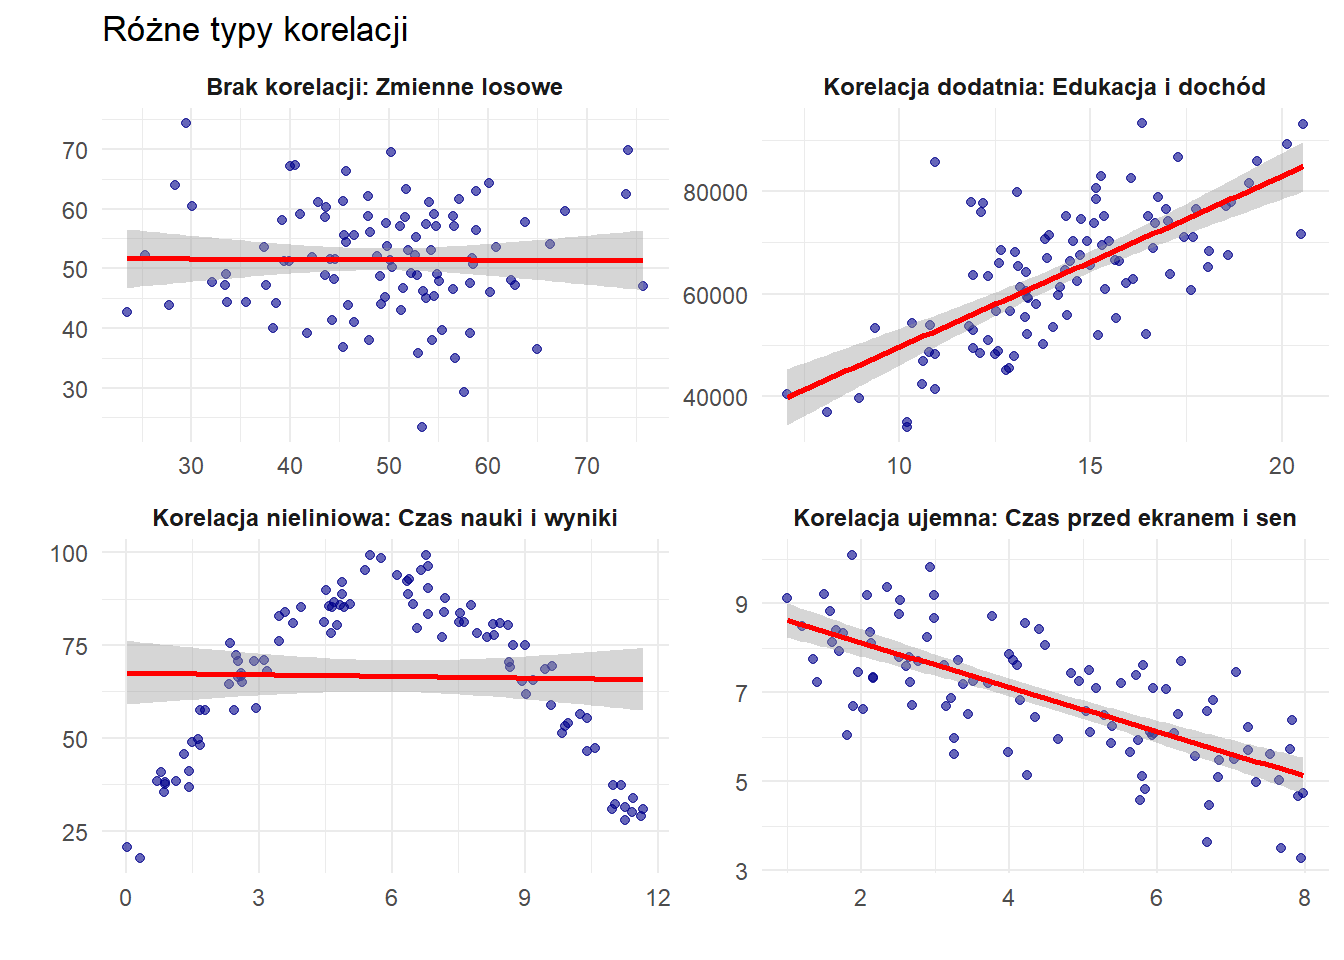 Różne typy korelacji
Brak korelacji: Zmienne losowe
70
60
50
40
30
30 40 50 60 70
Korelacja dodatnia: Edukacja i dochód
80000
60000
40000
10 15 20
Korelacja nieliniowa: Czas nauki i wyniki
100
75
50
25
0 3 6 9 12
Korelacja ujemna: Czas przed ekranem i sen
9
7
5
3
2 4 6 8